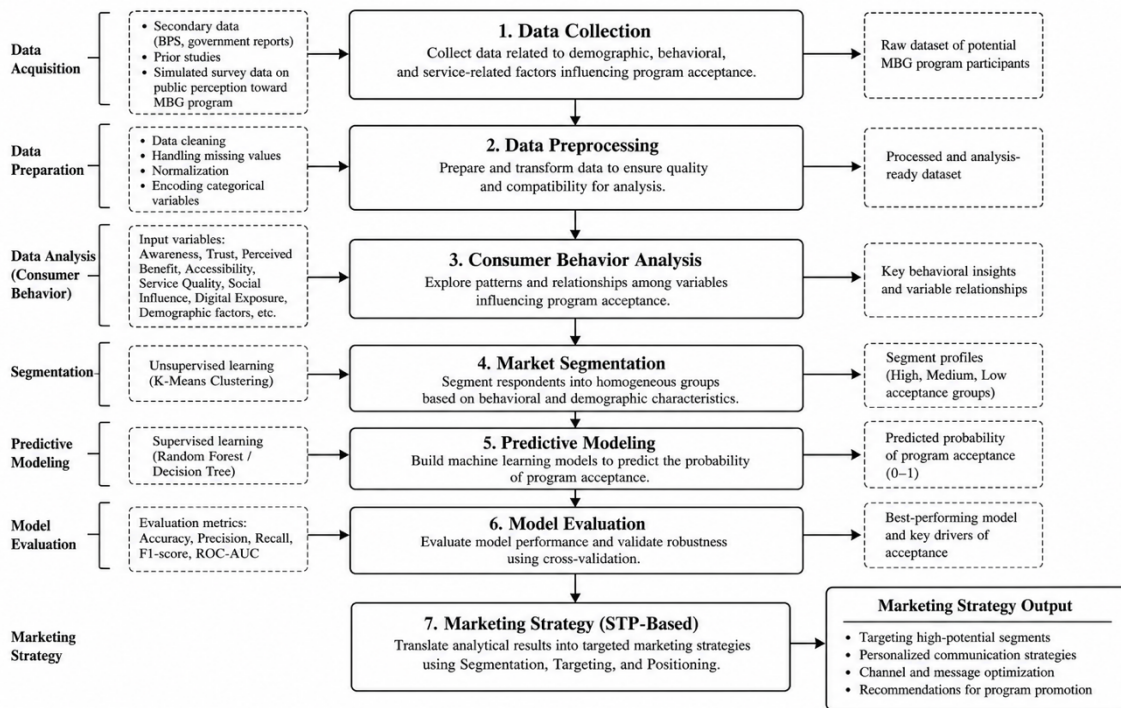 Data
Acquisition
• Secondary data
(BPS, government reports)
• Prior studies
• Simulated survey data on
public perception toward
MBG program
1. Data Collection
Collect data related to demographic, behavioral,
and service-related factors influencing program acceptance.
Raw dataset of potential
MBG program participants
Data
Preparation
• Data cleaning
• Handling missing values
• Normalization
• Encoding categorical
variables
2. Data Preprocessing
Prepare and transform data to ensure quality
and compatibility for analysis.
Processed and analysis-
ready dataset
Data Analysis
(Consumer
Behavior)
Input variables:
Awareness, Trust, Perceived
Benefit, Accessibility,
Service Quality, Social
Influence, Digital Exposure,
Demographic factors, etc.
3. Consumer Behavior Analysis
Explore patterns and relationships among variables
influencing program acceptance.
Key behavioral insights
and variable relationships
Segmentation
Unsupervised learning
(K-Means Clustering)
4. Market Segmentation
Segment respondents into homogeneous groups
based on behavioral and demographic characteristics.
Segment profiles
(High, Medium, Low
acceptance groups)
Predictive
Modeling
Supervised learning
(Random Forest /
Decision Tree)
5. Predictive Modeling
Build machine learning models to predict the probability
of program acceptance.
Predicted probability
of program acceptance
(0–1)
Model
Evaluation
Evaluation metrics:
Accuracy, Precision, Recall,
F1-score, ROC-AUC
6. Model Evaluation
Evaluate model performance and validate robustness
using cross-validation.
Best-performing model
and key drivers of
acceptance
Marketing
Strategy
7. Marketing Strategy (STP-Based)
Translate analytical results into targeted marketing strategies
using Segmentation, Targeting, and Positioning.
Marketing Strategy Output
• Targeting high-potential segments
• Personalized communication strategies
• Channel and message optimization
• Recommendations for program promotion